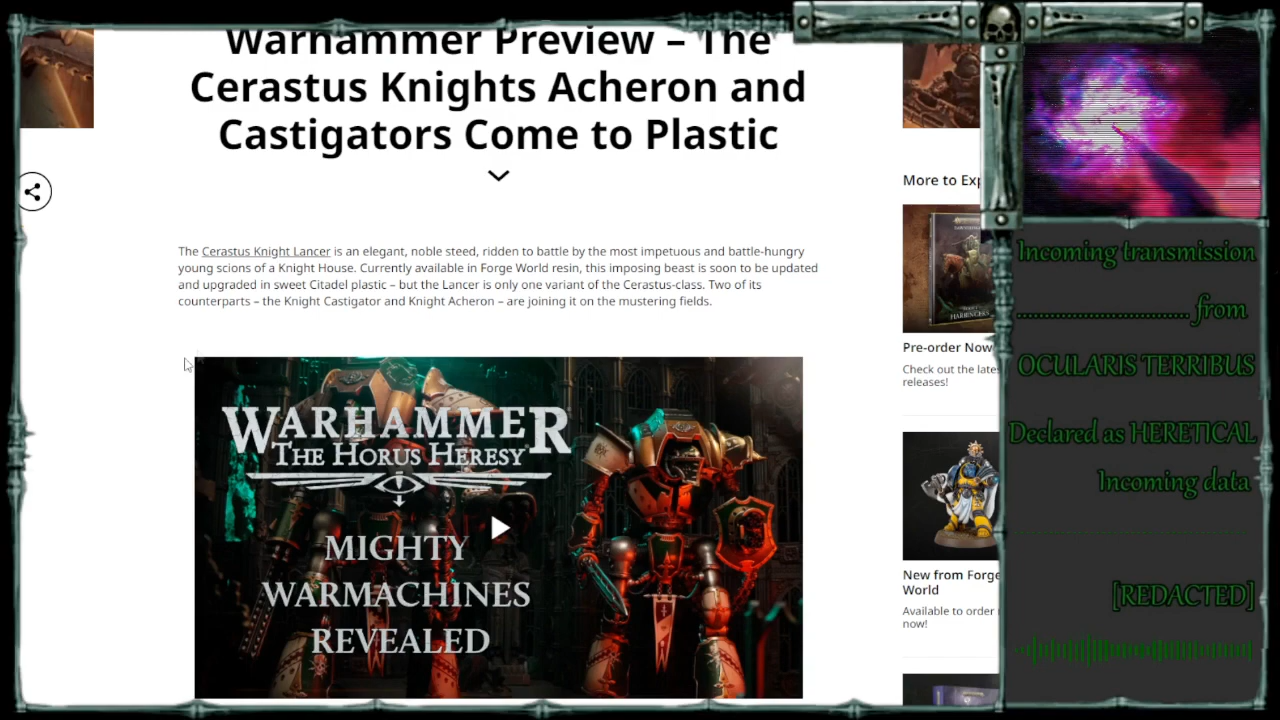 Warhammer Preview – The
Cerastus Knights Acheron and
Castigators Come to Plastic
The Cerastus Knight Lancer is an elegant, noble steed, ridden to battle by the most impetuous and battle-hungry
young scions of a Knight House. Currently available in Forge World resin, this imposing beast is soon to be updated
and upgraded in sweet Citadel plastic – but the Lancer is only one variant of the Cerastus-class. Two of its
counterparts – the Knight Castigator and Knight Acheron – are joining it on the mustering fields.
WARHAMMER
THE HORUS HERESY
MIGHTY
WARMACHINES
REVEALED
More to Exp
HARBINGERS
Pre-order Now
Check out the lates
releases!
New from Forge
World
Available to order
now!
Incoming transmission
.............................. from
OCULARIS TERRIBUS
Declared as HERETICAL
Incoming data
[REDACTED]